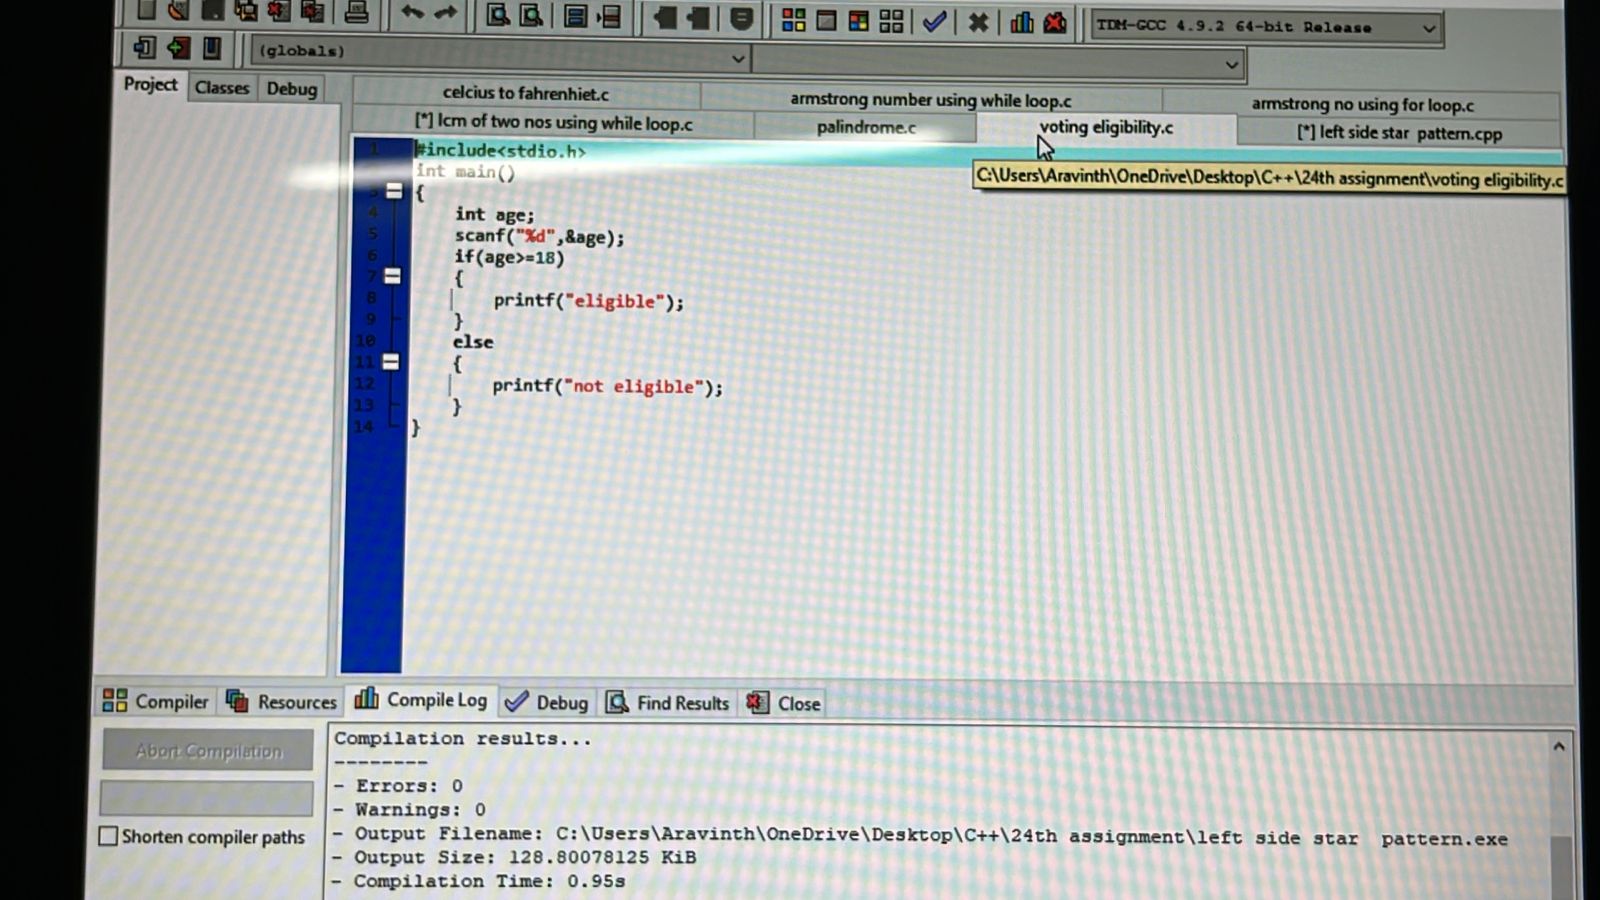 TDM-GCC 4.9.2 64-bit Release
(globals)
Project Classes Debug
celcius to fahrenhiet.c armstrong number using while loop.c armstrong no using for loop.c
[*] lcm of two nos using while loop.c palindrome.c voting eligibility.c [*] left side star pattern.cpp
C:\Users\Aravinth\OneDrive\Desktop\C++\24th assignment\voting eligibility.c
1 #include<stdio.h>
int main()
3 {
4 int age;
5 scanf("%d",&age);
6 if(age>=18)
7 {
8 printf("eligible");
9 }
10 else
11 {
12 printf("not eligible");
13 }
14 }
Compiler Resources Compile Log Debug Find Results Close
Abort Compilation
Shorten compiler paths
Compilation results...
--------
- Errors: 0
- Warnings: 0
- Output Filename: C:\Users\Aravinth\OneDrive\Desktop\C++\24th assignment\left side star pattern.exe
- Output Size: 128.80078125 KiB
- Compilation Time: 0.95s